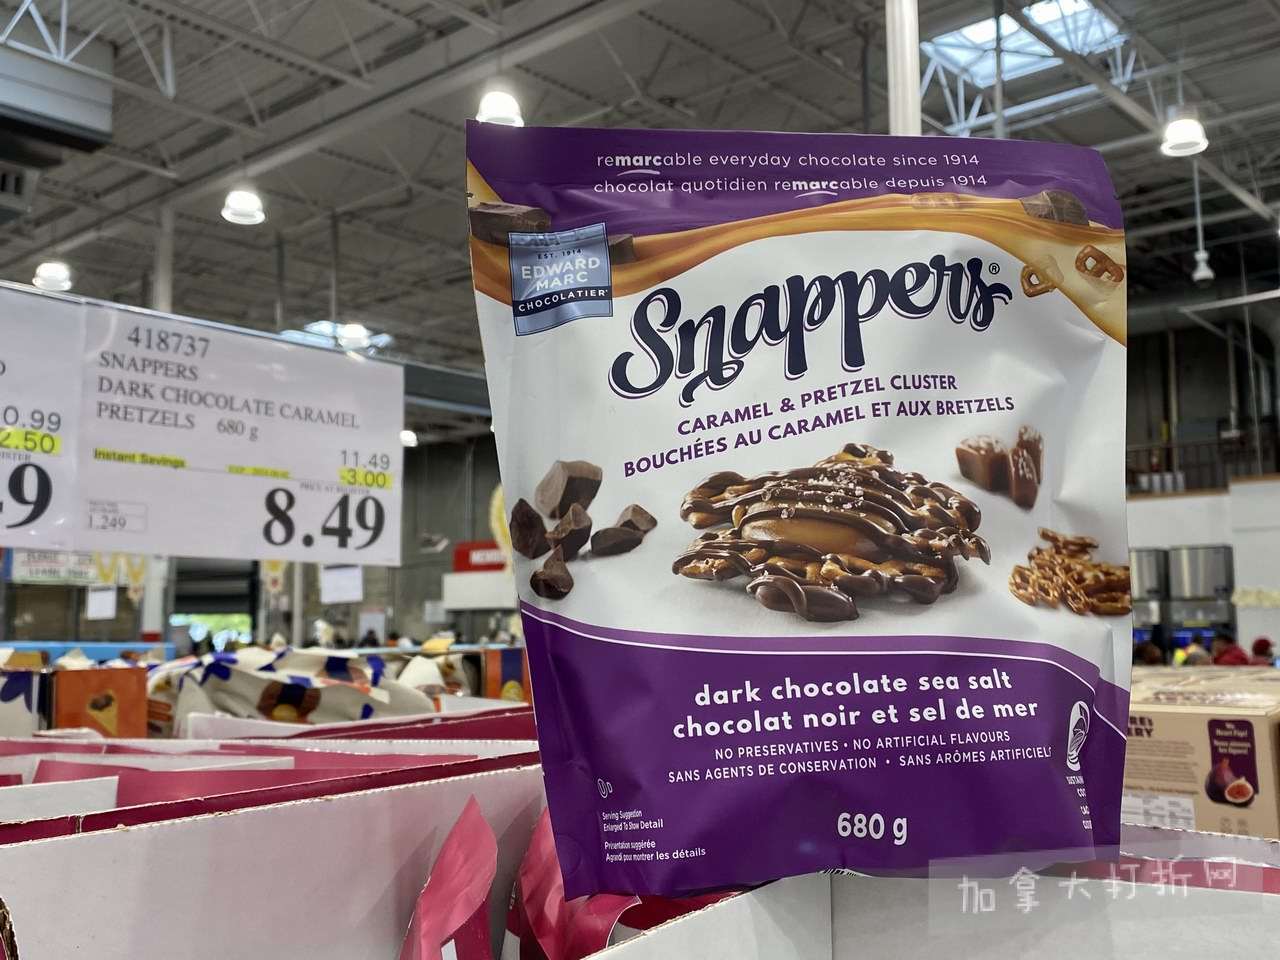 remarcable everyday chocolate since 1914
chocolat quotidien remarcable depuis 1914
EST. 1914
EDWARD
MARC
CHOCOLATIER
Snappers®
CARAMEL & PRETZEL CLUSTER
BOUCHÉES AU CARAMEL ET AUX BRETZELS
dark chocolate sea salt
chocolat noir et sel de mer
NO PRESERVATIVES • NO ARTIFICIAL FLAVOURS
SANS AGENTS DE CONSERVATION • SANS ARÔMES ARTIFICIELS
Serving Suggestion
Enlarged To Show Detail
Présentation suggérée
Agrandi pour montrer les détails
680 g
418737
SNAPPERS
DARK CHOCOLATE CARAMEL
PRETZELS 680 g
11.49
Instant Savings
-3.00
PRICE AT REGISTER
8.49
1.249
0.99
2.50
9
加拿大打折网